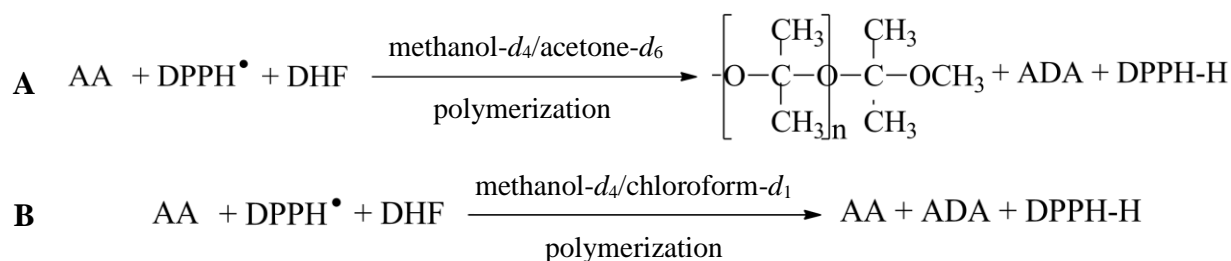 A AA + DPPH• + DHF methanol-d4/acetone-d6 polymerization [-O-C(CH3)(CH3)-]n O-C(CH3)(CH3)-OCH3 + ADA + DPPH-H
B AA + DPPH• + DHF methanol-d4/chloroform-d1 polymerization AA + ADA + DPPH-H